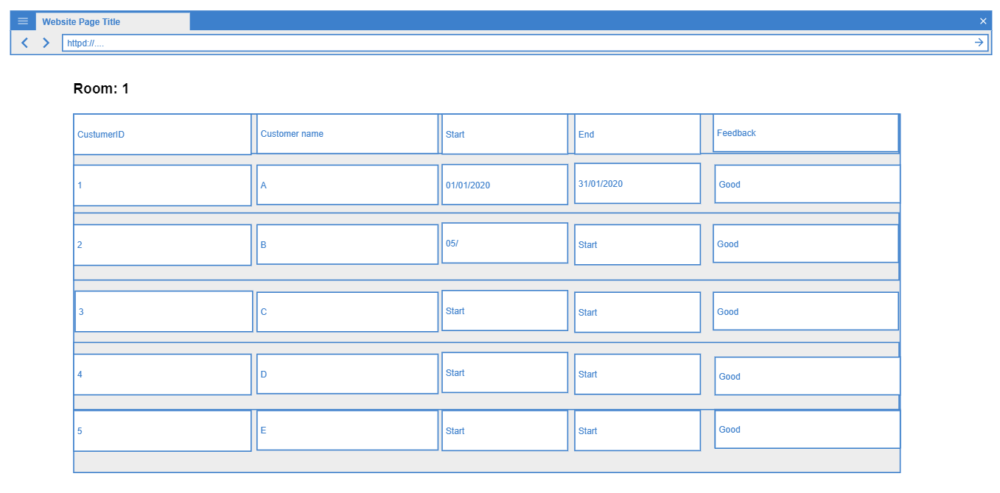 Website Page Title
httpd://....
Room: 1
CustumerID Customer name Start End Feedback
1 A 01/01/2020 31/01/2020 Good
2 B 05/ Start Good
3 C Start Start Good
4 D Start Start Good
5 E Start Start Good